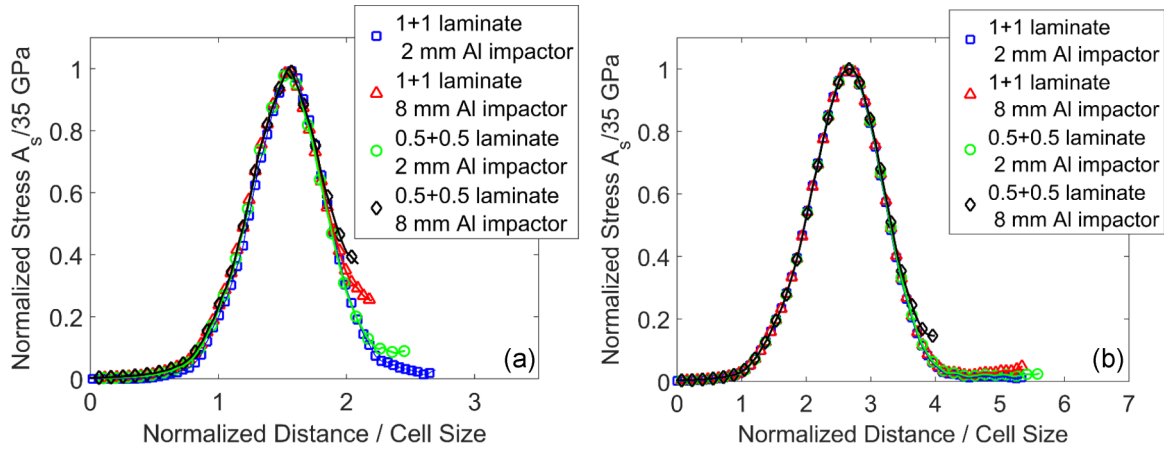 1+1 laminate
2 mm Al impactor
1+1 laminate
8 mm Al impactor
0.5+0.5 laminate
2 mm Al impactor
0.5+0.5 laminate
8 mm Al impactor
Normalized Stress A_s/35 GPa
1
0.8
0.6
0.4
0.2
0
(a)
0 1 2 3
Normalized Distance / Cell Size
1+1 laminate
2 mm Al impactor
1+1 laminate
8 mm Al impactor
0.5+0.5 laminate
2 mm Al impactor
0.5+0.5 laminate
8 mm Al impactor
Normalized Stress A_s/35 GPa
1
0.8
0.6
0.4
0.2
0
(b)
0 1 2 3 4 5 6 7
Normalized Distance / Cell Size